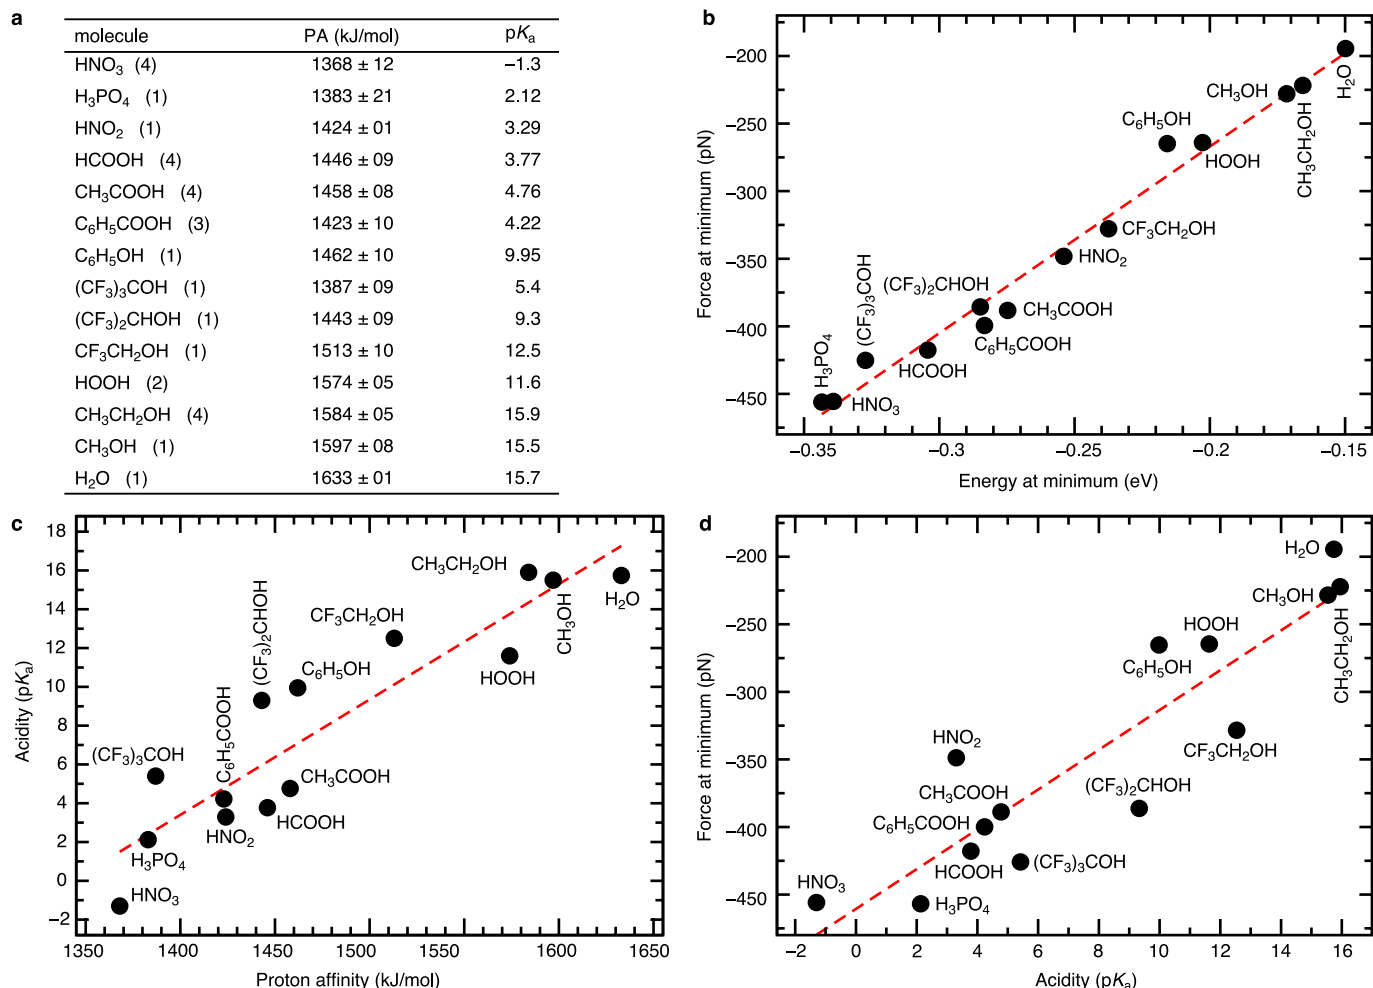 a
molecule PA (kJ/mol) pKa
HNO3 (4) 1368 ± 12 –1.3
H3PO4 (1) 1383 ± 21 2.12
HNO2 (1) 1424 ± 01 3.29
HCOOH (4) 1446 ± 09 3.77
CH3COOH (4) 1458 ± 08 4.76
C6H5COOH (3) 1423 ± 10 4.22
C6H5OH (1) 1462 ± 10 9.95
(CF3)3COH (1) 1387 ± 09 5.4
(CF3)2CHOH (1) 1443 ± 09 9.3
CF3CH2OH (1) 1513 ± 10 12.5
HOOH (2) 1574 ± 05 11.6
CH3CH2OH (4) 1584 ± 05 15.9
CH3OH (1) 1597 ± 08 15.5
H2O (1) 1633 ± 01 15.7
b
Force at minimum (pN)
–200
–250
–300
–350
–400
–450
H2O
CH3OH
CH3CH2OH
C6H5OH
HOOH
CF3CH2OH
HNO2
(CF3)2CHOH
(CF3)3COH
CH3COOH
C6H5COOH
H3PO4
HCOOH
HNO3
–0.35 –0.3 –0.25 –0.2 –0.15
Energy at minimum (eV)
c
Acidity (pKa)
18
16
14
12
10
8
6
4
2
0
–2
CH3CH2OH
H2O
CH3OH
CF3CH2OH
(CF3)2CHOH
C6H5OH
HOOH
C6H5COOH
(CF3)3COH
CH3COOH
HCOOH
HNO2
H3PO4
HNO3
1350 1400 1450 1500 1550 1600 1650
Proton affinity (kJ/mol)
d
Force at minimum (pN)
–200
–250
–300
–350
–400
–450
H2O
CH3OH
CH3CH2OH
HOOH
C6H5OH
HNO2
CF3CH2OH
(CF3)2CHOH
CH3COOH
C6H5COOH
HCOOH
(CF3)3COH
HNO3
H3PO4
–2 0 2 4 6 8 10 12 14 16
Acidity (pKa)